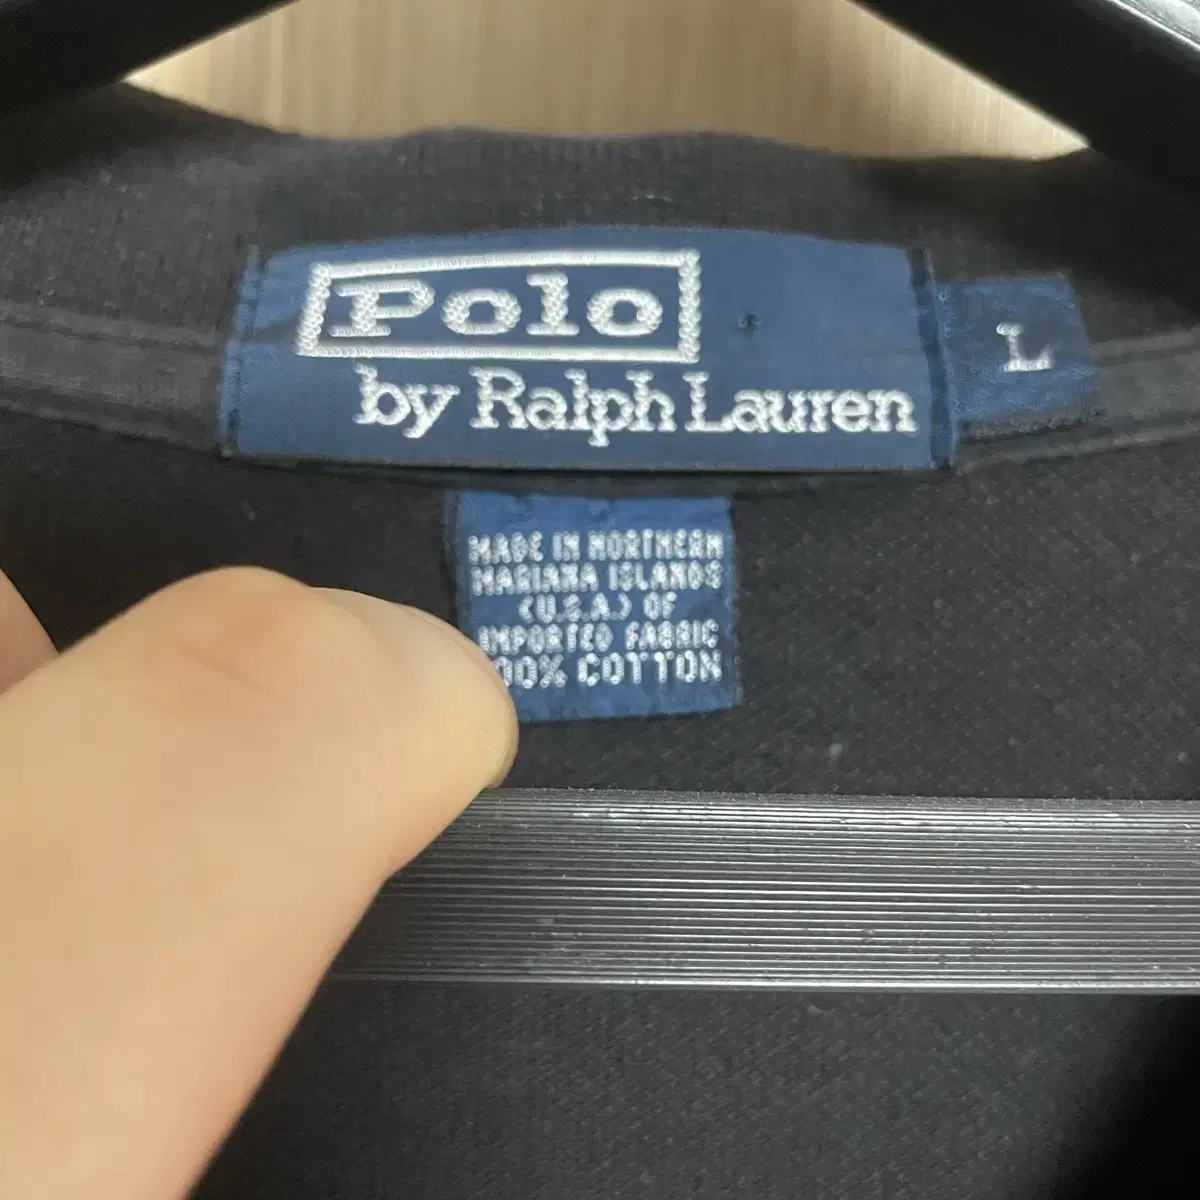 Polo
by Ralph Lauren
L
MADE IN NORTHERN
MARIANA ISLANDS
(U.S.A.) OF
IMPORTED FABRIC
00% COTTON